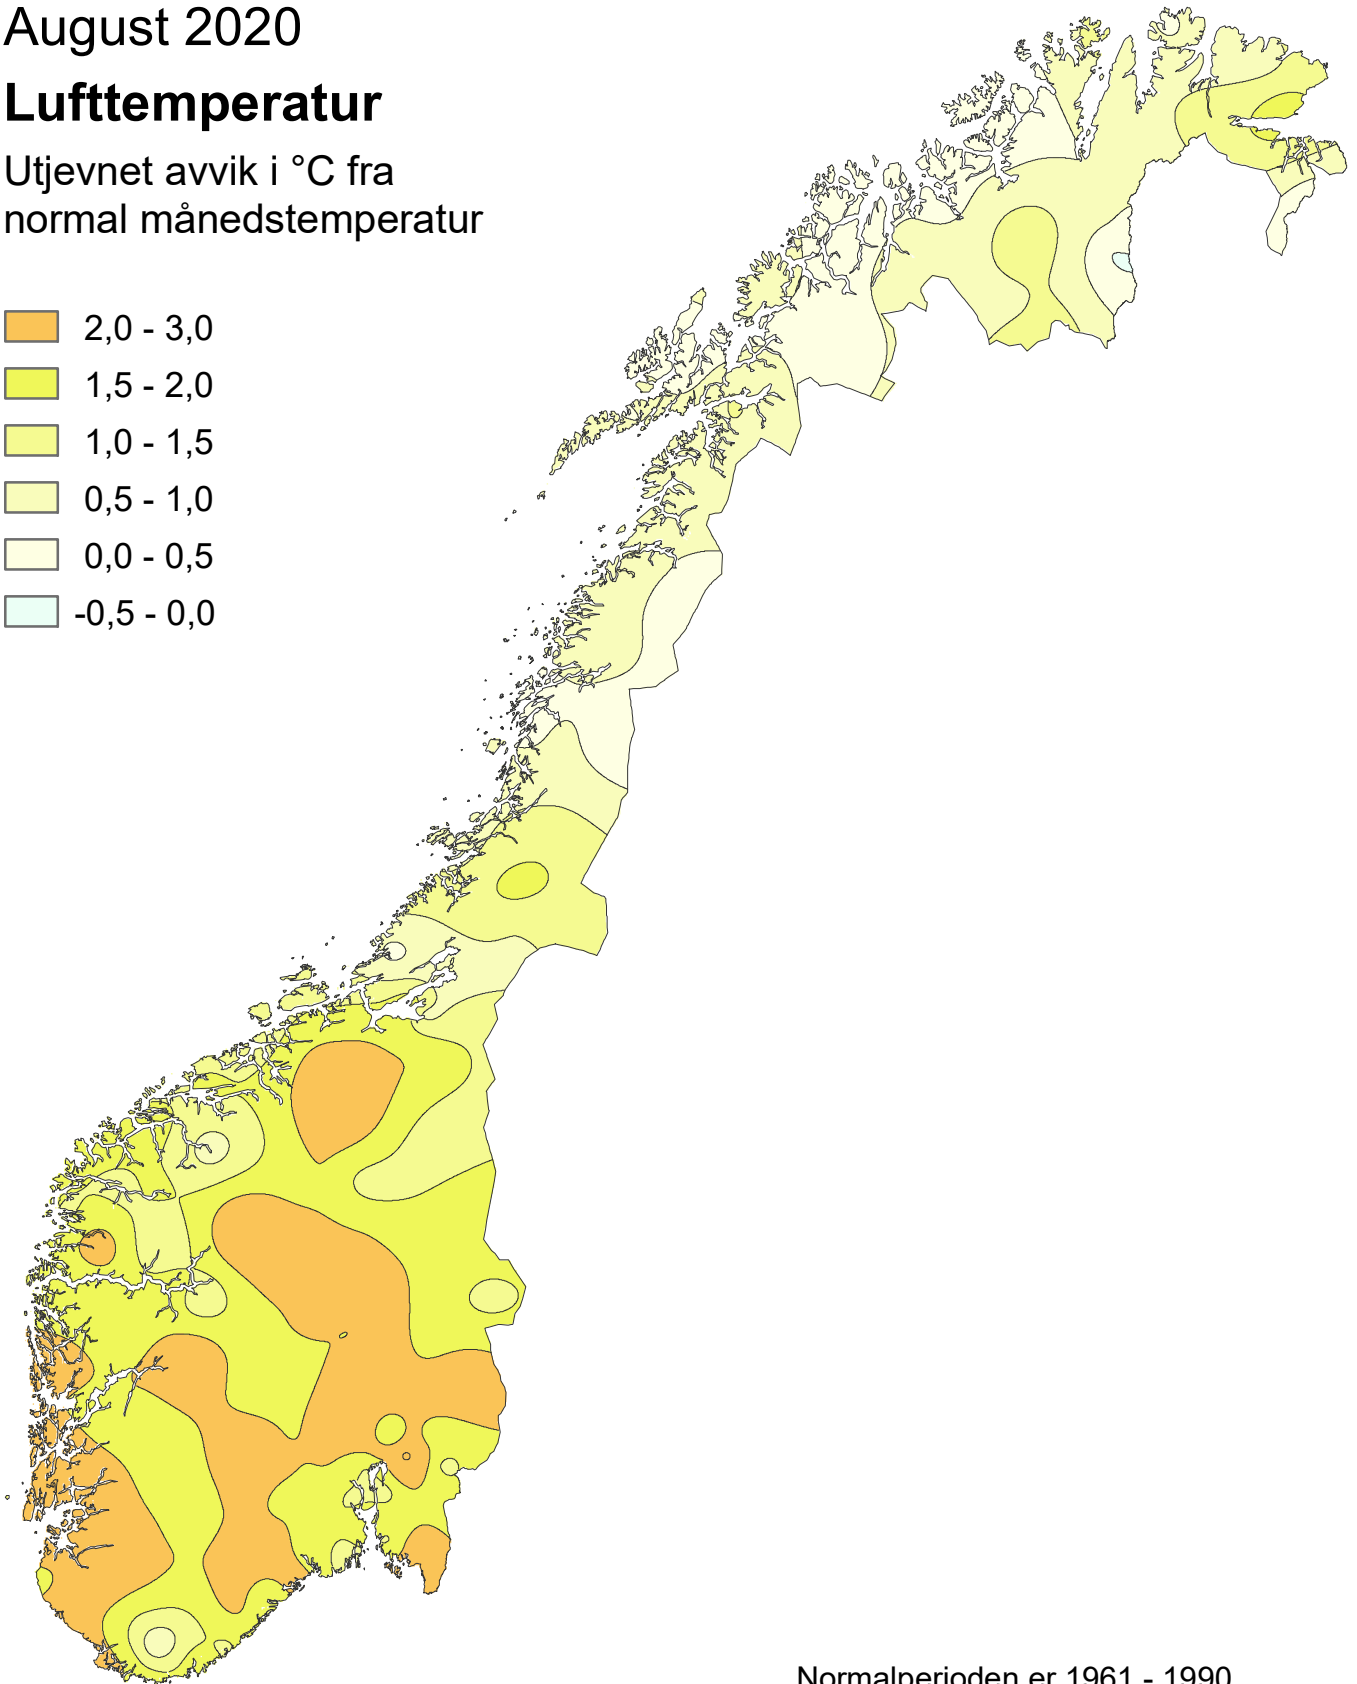 August 2020
Lufttemperatur
Utjevnet avvik i °C fra
normal månedstemperatur
2,0 - 3,0
1,5 - 2,0
1,0 - 1,5
0,5 - 1,0
0,0 - 0,5
-0,5 - 0,0
Normalperioden er 1961 - 1990